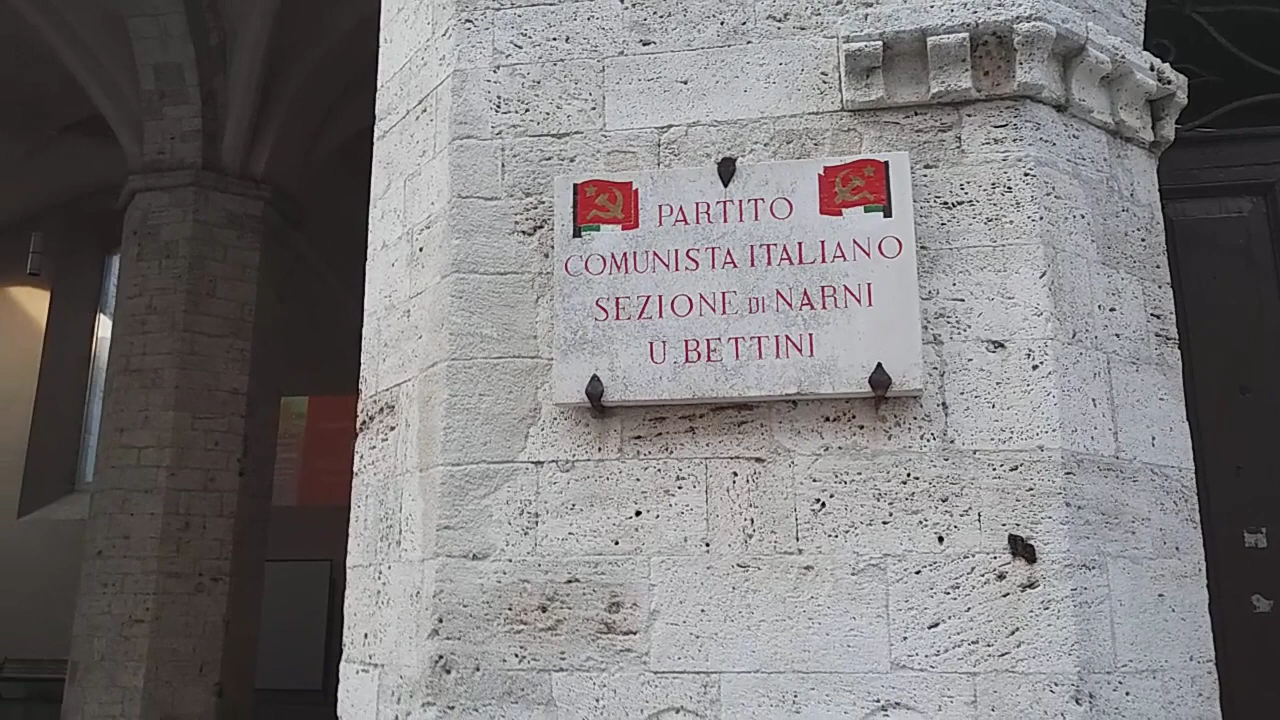 PARTITO
COMUNISTA ITALIANO
SEZIONE DI NARNI
U. BETTINI